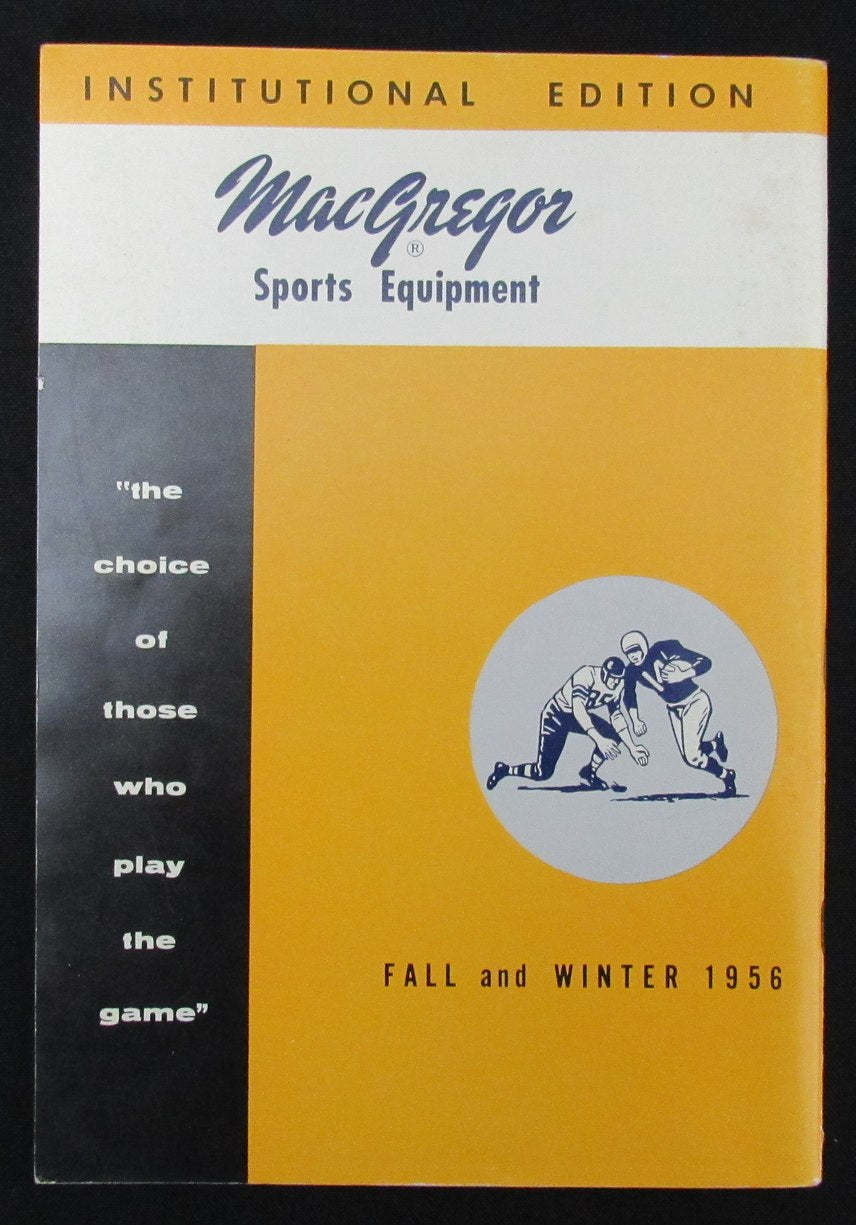 INSTITUTIONAL EDITION
MacGregor
®
Sports Equipment
"the
choice
of
those
who
play
the
game"
FALL and WINTER 1956